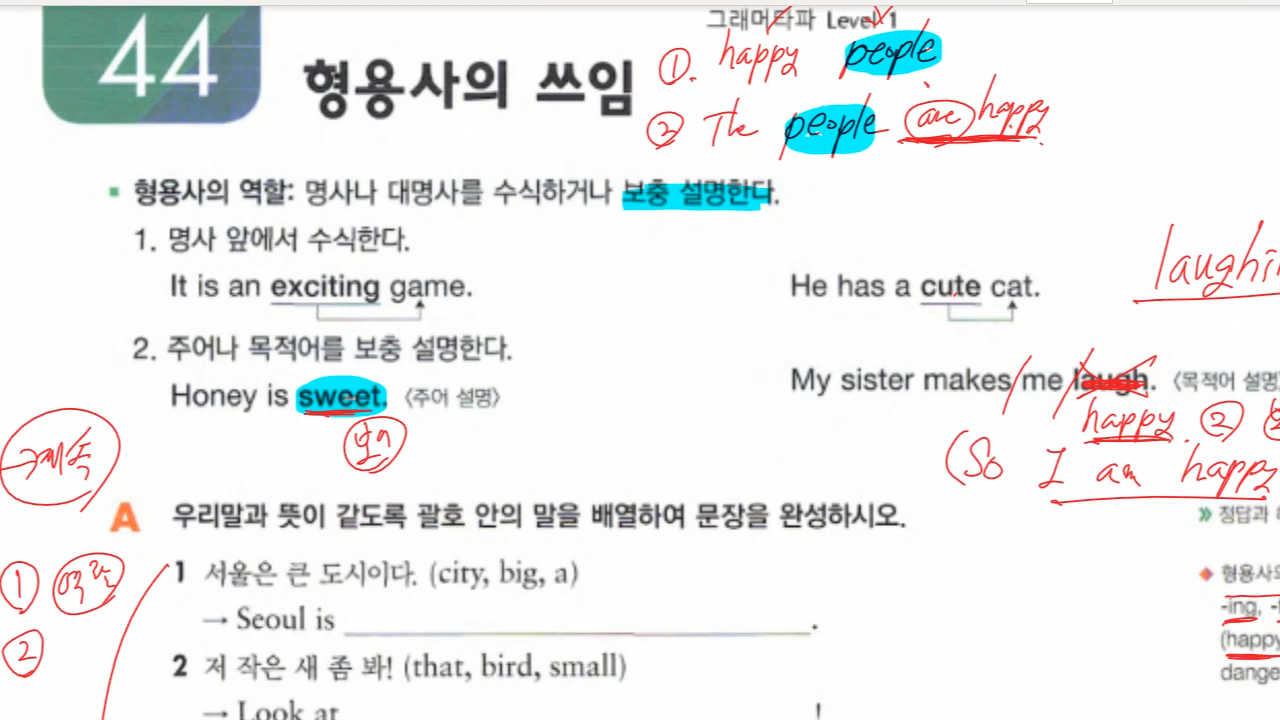 44
그래머타파 Level 1
형용사의 쓰임
①. happy people
② The people are happy
형용사의 역할: 명사나 대명사를 수식하거나 보충 설명한다.
1. 명사 앞에서 수식한다.
It is an exciting game.
He has a cute cat.
laughin
2. 주어나 목적어를 보충 설명한다.
Honey is sweet. 〈주어 설명〉
보어
My sister makes me laugh. 〈목적어 설명
happy ②
(So I am happy
A 우리말과 뜻이 같도록 괄호 안의 말을 배열하여 문장을 완성하시오.
» 정답과
1 서울은 큰 도시이다. (city, big, a)
→ Seoul is .
① 역할
②
2 저 작은 새 좀 봐! (that, bird, small)
→ Look at !
형용사의
-ing, -
(happy
dange